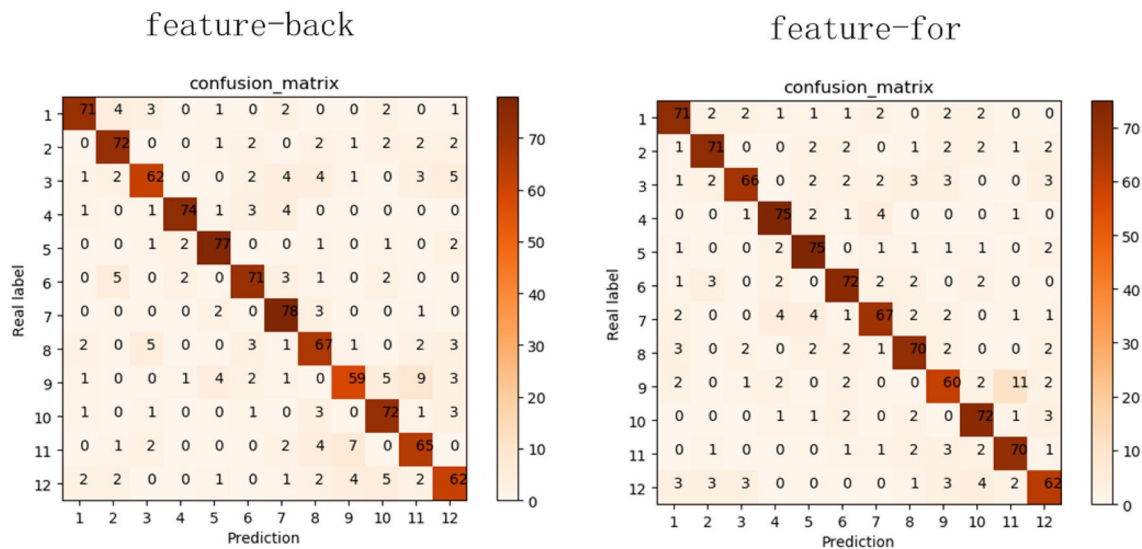 feature-back
confusion_matrix
1 71 4 3 0 1 0 2 0 0 2 0 1
2 0 72 0 0 1 2 0 2 1 2 2 2
3 1 2 62 0 0 2 4 4 1 0 3 5
4 1 0 1 74 1 3 4 0 0 0 0 0
5 0 0 1 2 77 0 0 1 0 1 0 2
6 0 5 0 2 0 71 3 1 0 2 0 0
7 0 0 0 0 2 0 78 3 0 0 1 0
8 2 0 5 0 0 3 1 67 1 0 2 3
9 1 0 0 1 4 2 1 0 59 5 9 3
10 1 0 1 0 0 1 0 3 0 72 1 3
11 0 1 2 0 0 0 2 4 7 0 65 0
12 2 2 0 0 1 0 1 2 4 5 2 62
1 2 3 4 5 6 7 8 9 10 11 12
Prediction
Real label
70
60
50
40
30
20
10
0
feature-for
confusion_matrix
1 71 2 2 1 1 1 2 0 2 2 0 0
2 1 71 0 0 2 2 0 1 2 2 1 2
3 1 2 66 0 2 2 2 3 3 0 0 3
4 0 0 1 75 2 1 4 0 0 0 1 0
5 1 0 0 2 75 0 1 1 1 1 0 2
6 1 3 0 2 0 72 2 2 0 2 0 0
7 2 0 0 4 4 1 67 2 2 0 1 1
8 3 0 2 0 2 2 1 70 2 0 0 2
9 2 0 1 2 0 2 0 0 60 2 11 2
10 0 0 0 1 1 2 0 2 0 72 1 3
11 0 1 0 0 0 1 1 2 3 2 70 1
12 3 3 3 0 0 0 0 1 3 4 2 62
1 2 3 4 5 6 7 8 9 10 11 12
Prediction
Real label
70
60
50
40
30
20
10
0